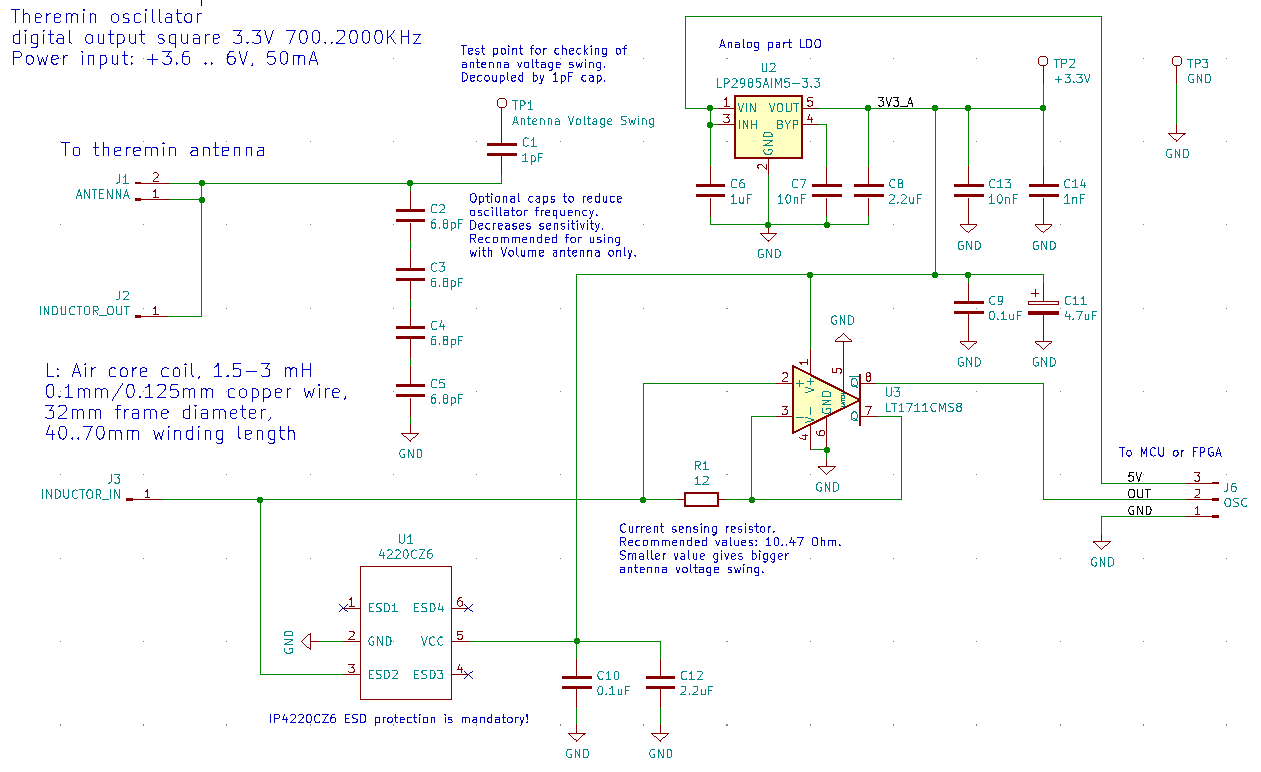 Theremin oscillator
digital output square 3.3V 700..2000KHz
Power input: +3.6 .. 6V, 50mA
Test point for checking of
antenna voltage swing.
Decoupled by 1pF cap.
TP1
Antenna Voltage Swing
C1
1pF
To theremin antenna
J1
ANTENNA
2
1
J2
INDUCTOR_OUT
1
C2
6.8pF
C3
6.8pF
C4
6.8pF
C5
6.8pF
GND
Optional caps to reduce
oscillator frequency.
Decreases sensitivity.
Recommended for using
with Volume antenna only.
L: Air core coil, 1.5-3 mH
0.1mm/0.125mm copper wire,
32mm frame diameter,
40..70mm winding length
J3
INDUCTOR_IN
1
Analog part LDO
U2
LP2985AIM5-3.3
1 VIN VOUT 5
3 INH BYP 4
GND
2
3V3_A
C6
1uF
C7
10nF
C8
2.2uF
GND
C13
10nF
GND
C14
1nF
GND
TP2
+3.3V
TP3
GND
GND
C9
0.1uF
GND
C11
+
4.7uF
GND
GND
5
1
2
3
+
-
V+
V-
GND
4
6
Q
8
Q
7
U3
LT1711CMS8
GND
R1
12
Current sensing resistor.
Recommended values: 10..47 Ohm.
Smaller value gives bigger
antenna voltage swing.
To MCU or FPGA
5V 3
OUT 2
GND 1
J6
OSC
GND
U1
4220CZ6
1 ESD1 ESD4 6
GND 2 GND VCC 5
3 ESD2 ESD3 4
IP4220CZ6 ESD protection is mandatory!
C10
0.1uF
GND
C12
2.2uF
GND